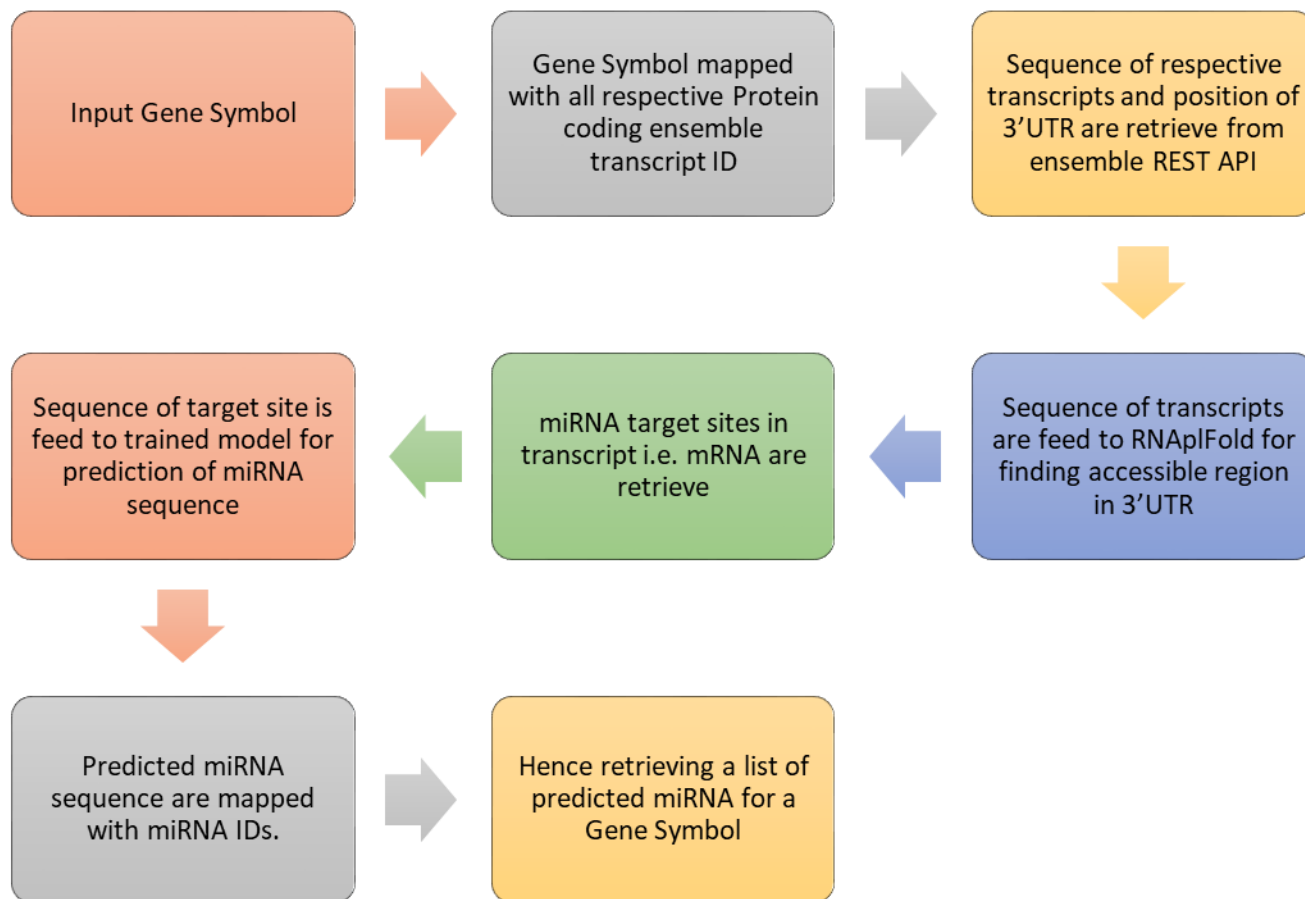 Input Gene Symbol
Gene Symbol mapped
with all respective Protein
coding ensemble
transcript ID
Sequence of respective
transcripts and position of
3’UTR are retrieve from
ensemble REST API
Sequence of transcripts
are feed to RNAplFold for
finding accessible region
in 3’UTR
miRNA target sites in
transcript i.e. mRNA are
retrieve
Sequence of target site is
feed to trained model for
prediction of miRNA
sequence
Predicted miRNA
sequence are mapped
with miRNA IDs.
Hence retrieving a list of
predicted miRNA for a
Gene Symbol